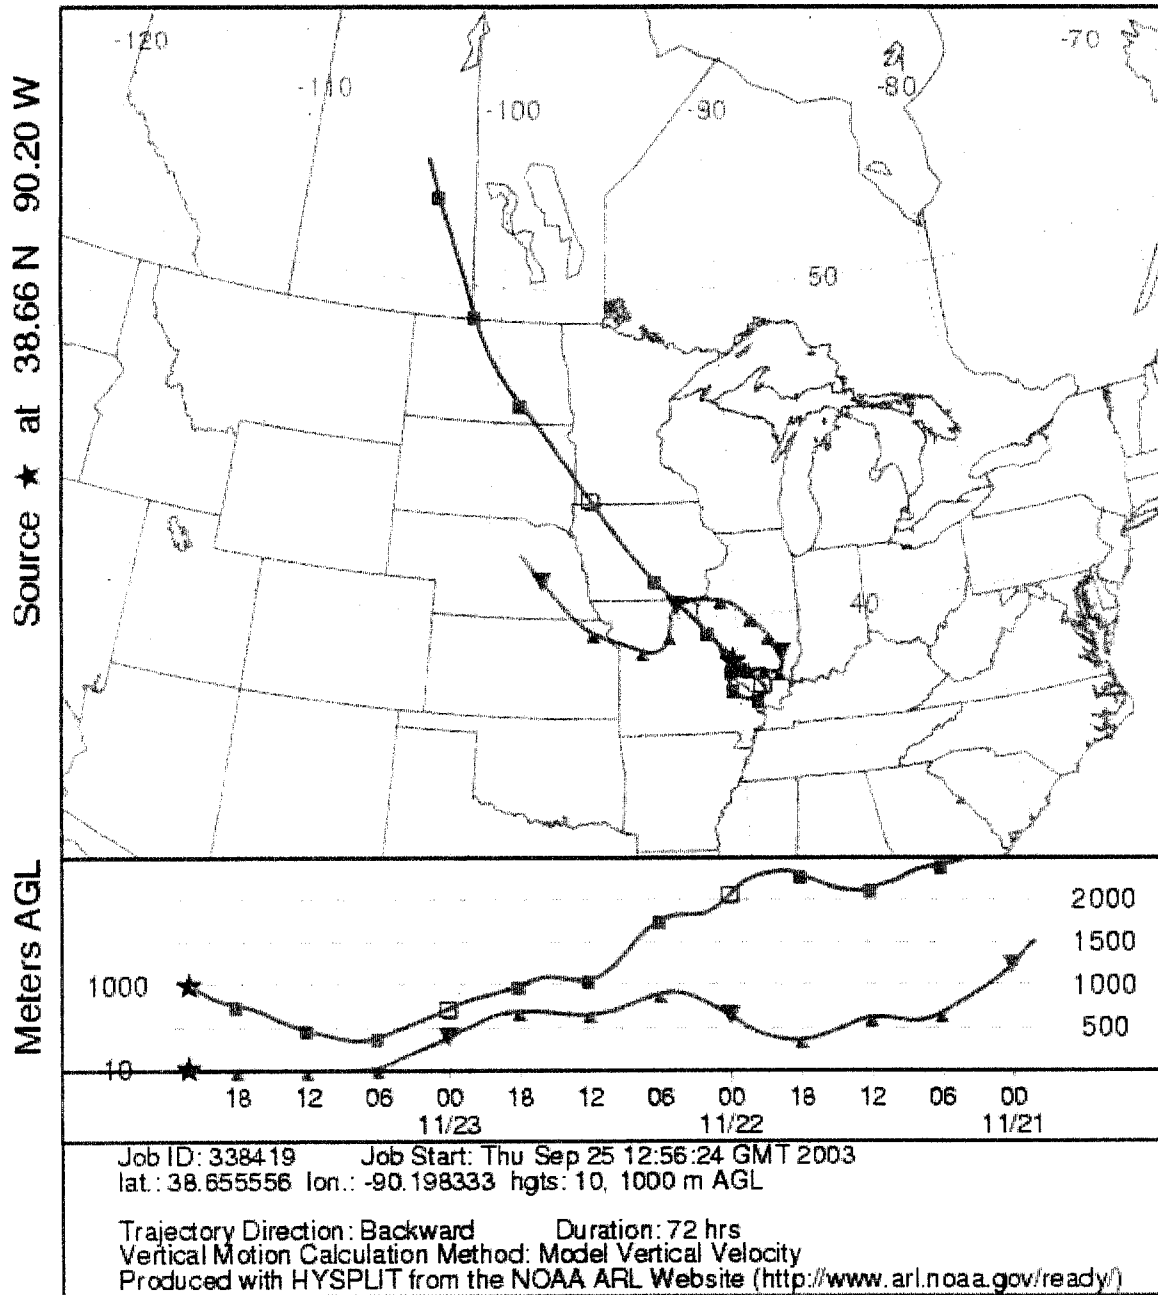 Source ★ at 38.66 N 90.20 W
-120
-70
-110
-80
-100
-90
50
40
Meters AGL
2000
1500
1000
1000
500
10
18 12 06 00 18 12 06 00 18 12 06 00
11/23 11/22 11/21
Job ID: 338419 Job Start: Thu Sep 25 12:56:24 GMT 2003
lat.: 38.655556 lon.: -90.198333 hgts: 10, 1000 m AGL
Trajectory Direction: Backward Duration: 72 hrs
Vertical Motion Calculation Method: Model Vertical Velocity
Produced with HYSPLIT from the NOAA ARL Website (http://www.arl.noaa.gov/ready/)